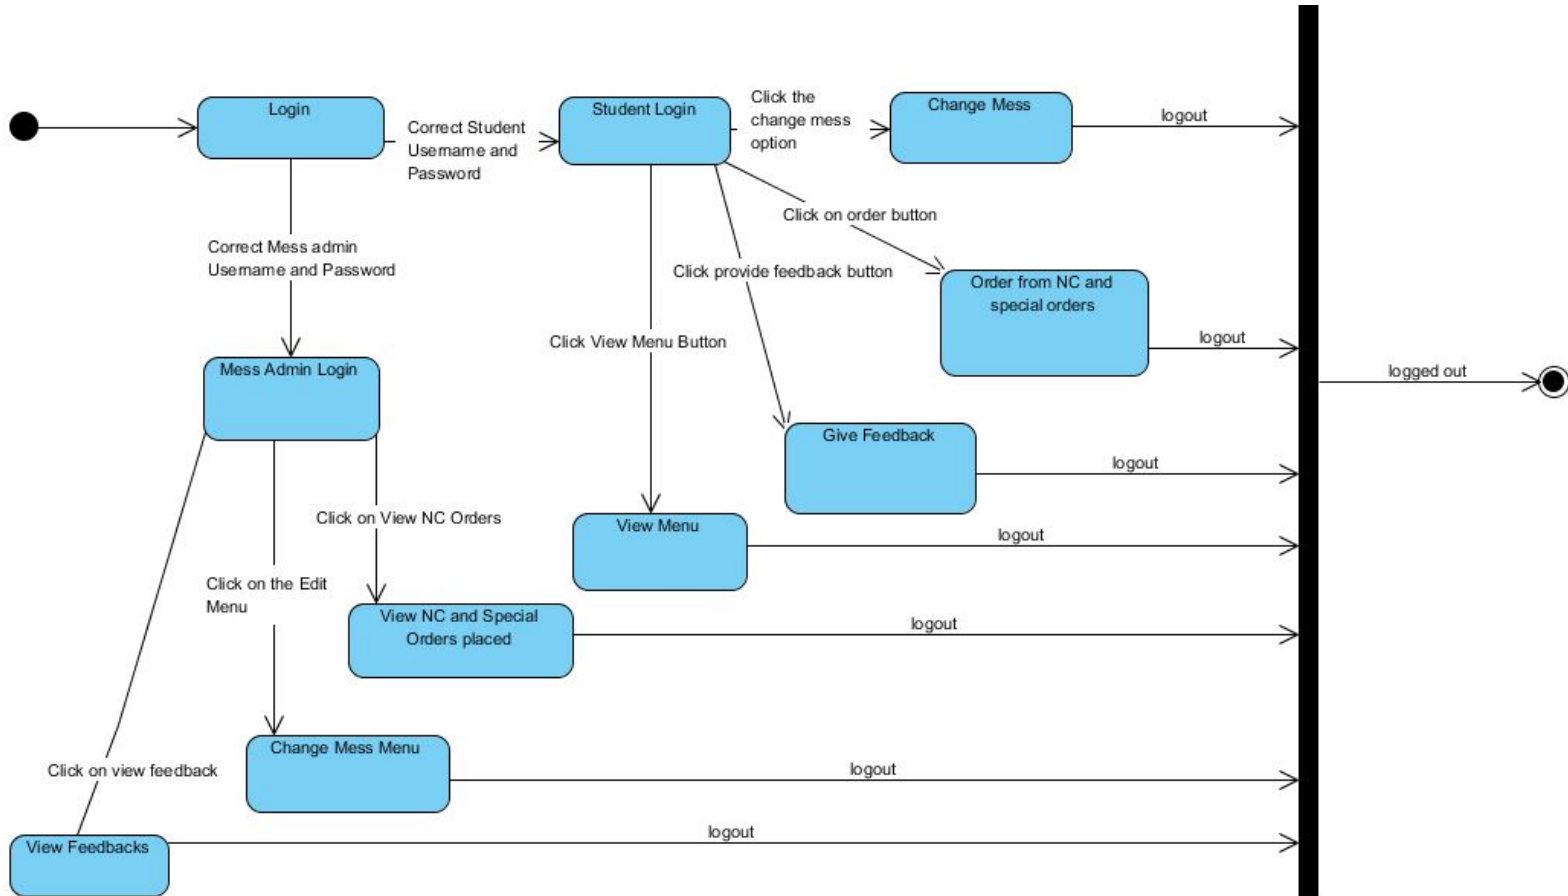 Login
Correct Student
Username and
Password
Student Login
Click the
change mess
option
Change Mess
logout
Click on order button
Correct Mess admin
Username and Password
Click provide feedback button
Order from NC and
special orders
logout
Click View Menu Button
Mess Admin Login
logged out
Give Feedback
logout
Click on View NC Orders
View Menu
logout
Click on the Edit
Menu
View NC and Special
Orders placed
logout
Change Mess Menu
logout
Click on view feedback
View Feedbacks
logout